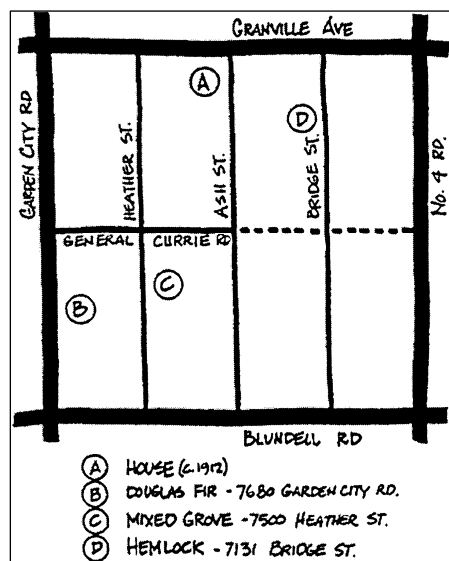 GRANVILLE AVE
A
D
GARDEN CITY RD
HEATHER ST.
ASH ST.
BRIDGE ST.
NO. 4 RD.
GENERAL CURRIE RD
C
B
BLUNDELL RD
A HOUSE (c.1912)
B DOUGLAS FIR - 7680 GARDEN CITY RD.
C MIXED GROVE - 7500 HEATHER ST.
D HEMLOCK - 7131 BRIDGE ST.